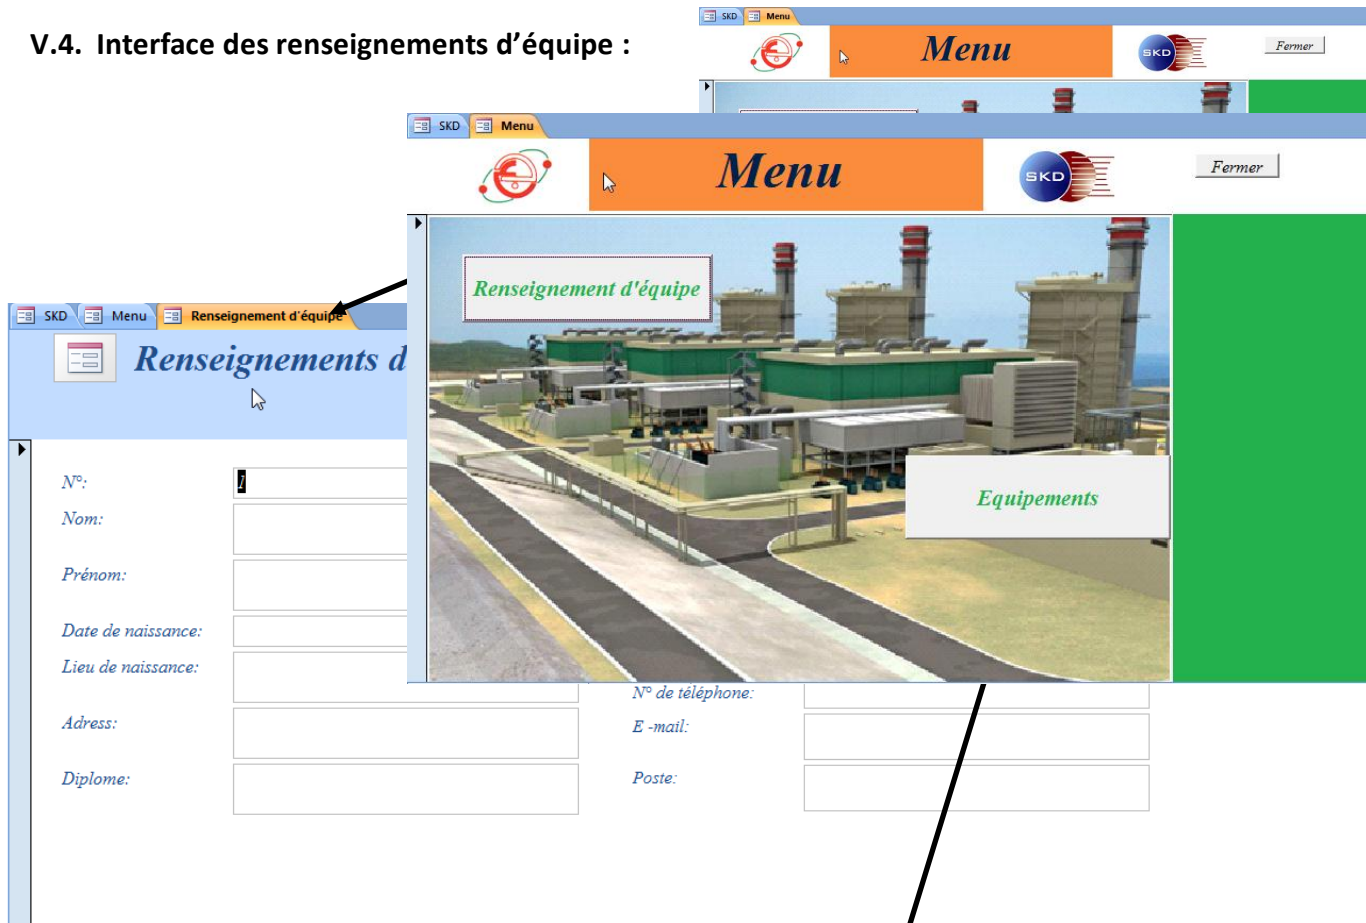 V.4. Interface des renseignements d'équipe :
SKD Menu
Menu
SKD
Fermer
SKD Menu
Menu
SKD
Fermer
Renseignement d'équipe
Equipements
SKD Menu Renseignement d'équipe
Renseignements d
N°: 1
Nom:
Prénom:
Date de naissance:
Lieu de naissance:
N° de téléphone:
Adress:
E -mail:
Diplome:
Poste: